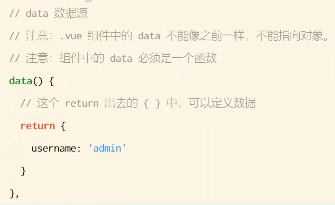 // data 数据源
// 注意：.vue 组件中的 data 不能像之前一样，不能指向对象。
// 注意：组件中的 data 必须是一个函数
data() {
// 这个 return 出去的 { } 中，可以定义数据
return {
username: 'admin'
}
},